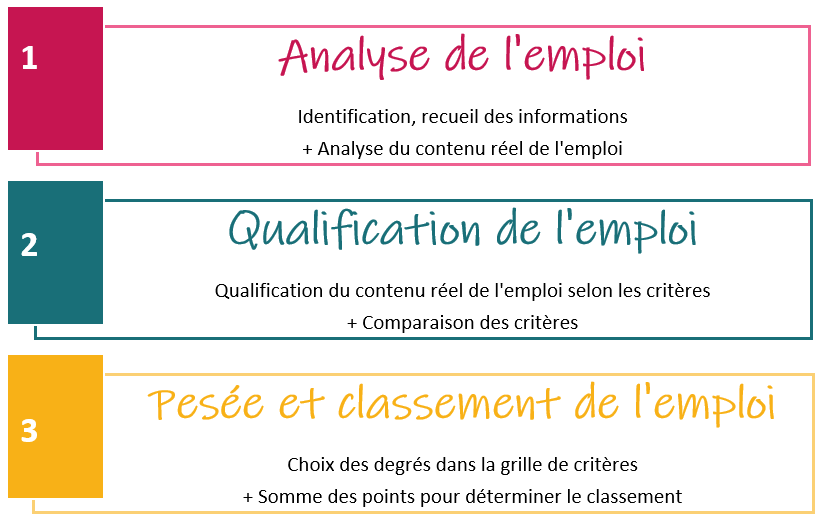 1
Analyse de l'emploi
Identification, recueil des informations
+ Analyse du contenu réel de l'emploi
2
Qualification de l'emploi
Qualification du contenu réel de l'emploi selon les critères
+ Comparaison des critères
3
Pesée et classement de l'emploi
Choix des degrés dans la grille de critères
+ Somme des points pour déterminer le classement